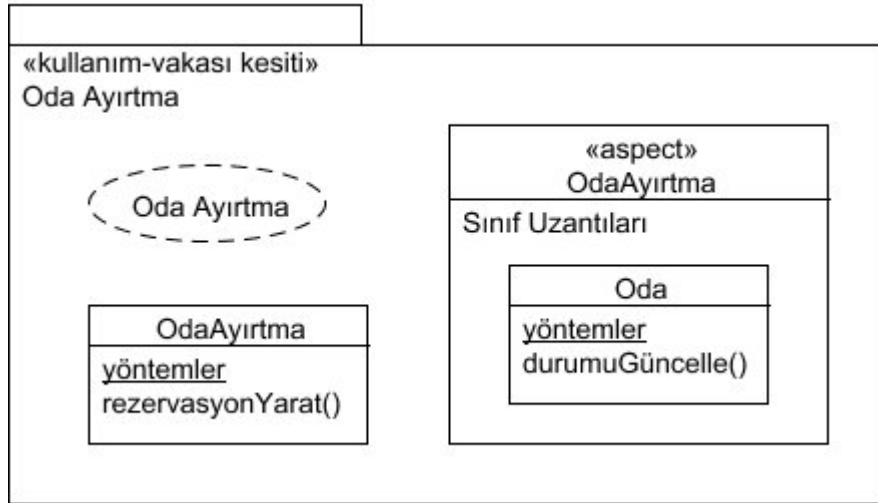 «kullanım-vakası kesiti»
Oda Ayırtma
Oda Ayırtma
OdaAyırtma
yöntemler
rezervasyonYarat()
«aspect»
OdaAyırtma
Sınıf Uzantıları
Oda
yöntemler
durumuGüncelle()